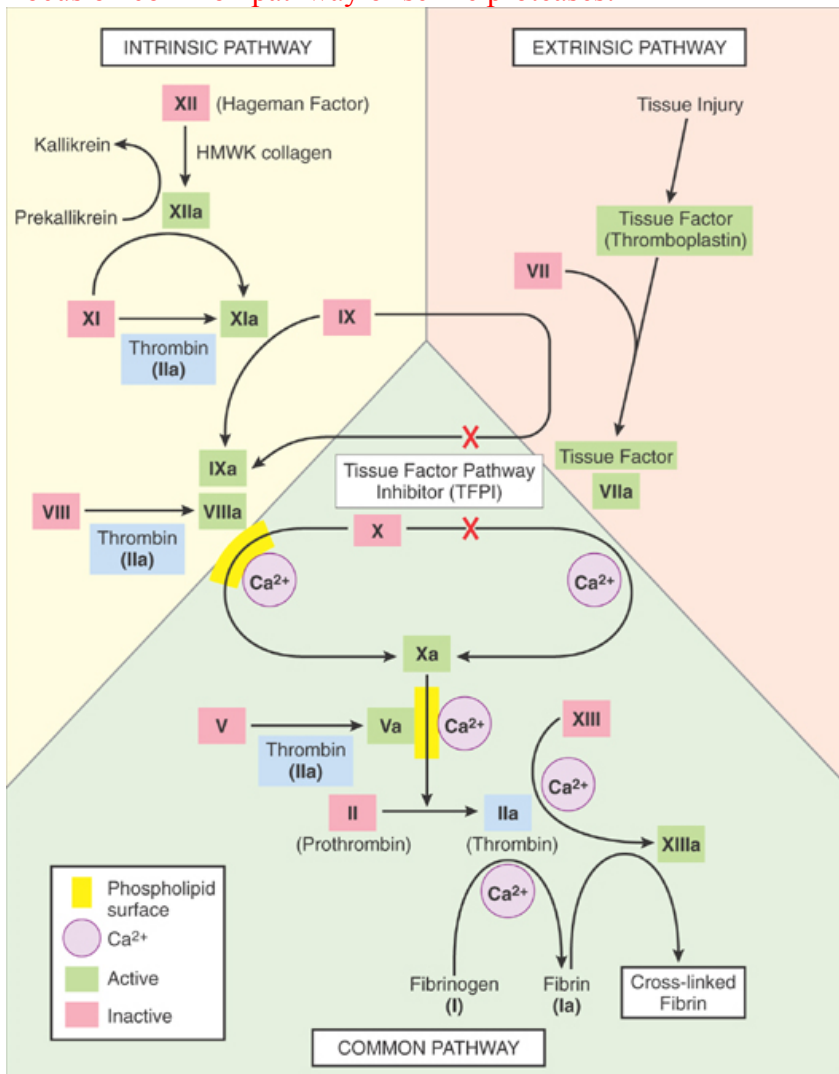 INTRINSIC PATHWAY
XII (Hageman Factor)
Kallikrein
HMWK collagen
Prekallikrein
XIIa
XI
XIa
Thrombin
(IIa)
IX
IXa
VIII
VIIIa
Thrombin
(IIa)
EXTRINSIC PATHWAY
Tissue Injury
Tissue Factor
(Thromboplastin)
VII
Tissue Factor
VIIa
X
Tissue Factor Pathway
Inhibitor (TFPI)
X
X
Ca2+
Ca2+
Xa
V
Va
Ca2+
Thrombin
(IIa)
XIII
Ca2+
II
(Prothrombin)
IIa
(Thrombin)
XIIIa
Ca2+
Fibrinogen
(I)
Fibrin
(Ia)
Cross-linked
Fibrin
Phospholipid
surface
Ca2+
Active
Inactive
COMMON PATHWAY